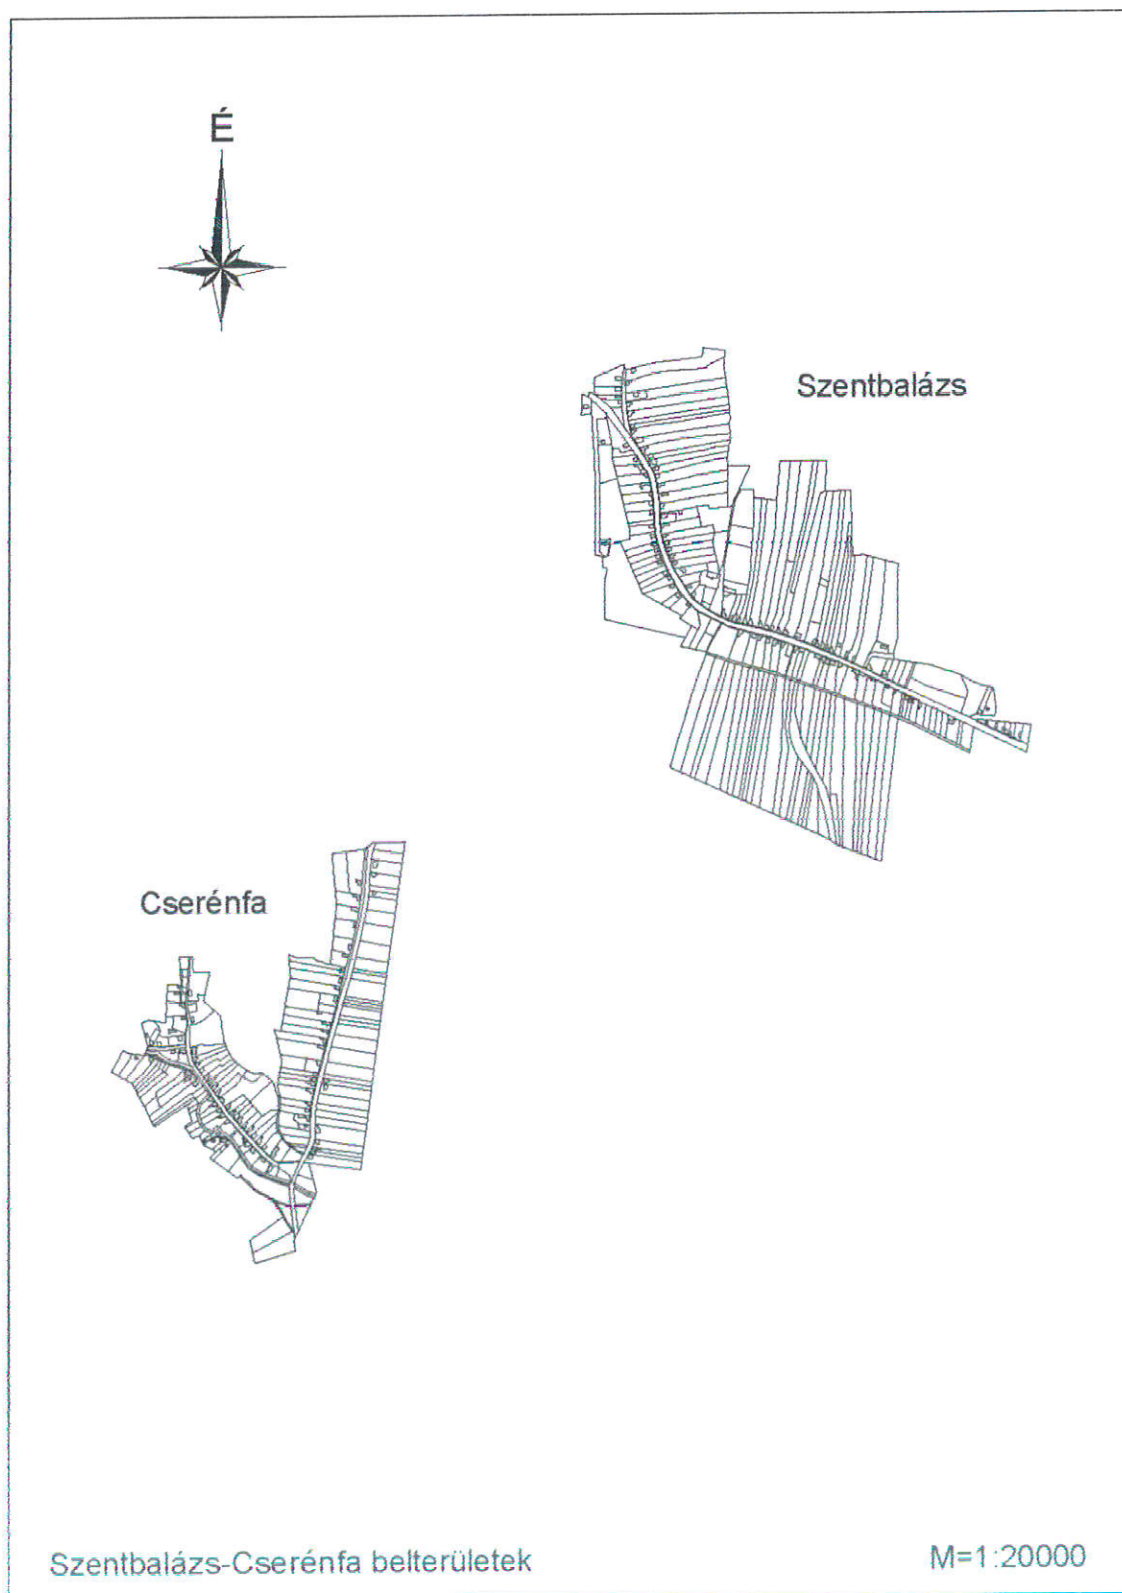 É
Szentbalázs
Cserénfa
Szentbalázs-Cserénfa belterületek
M=1:20000